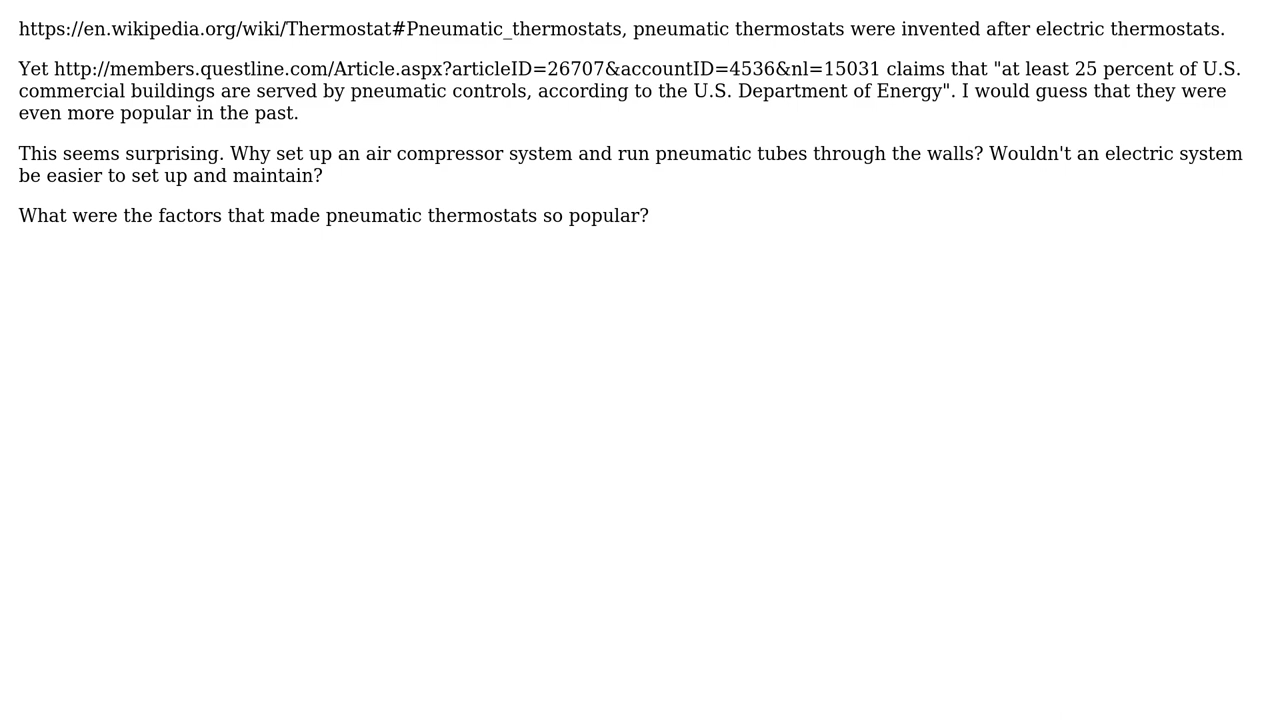 https://en.wikipedia.org/wiki/Thermostat#Pneumatic_thermostats, pneumatic thermostats were invented after electric thermostats.
Yet http://members.questline.com/Article.aspx?articleID=26707&accountID=4536&nl=15031 claims that "at least 25 percent of U.S.
commercial buildings are served by pneumatic controls, according to the U.S. Department of Energy". I would guess that they were
even more popular in the past.
This seems surprising. Why set up an air compressor system and run pneumatic tubes through the walls? Wouldn't an electric system
be easier to set up and maintain?
What were the factors that made pneumatic thermostats so popular?